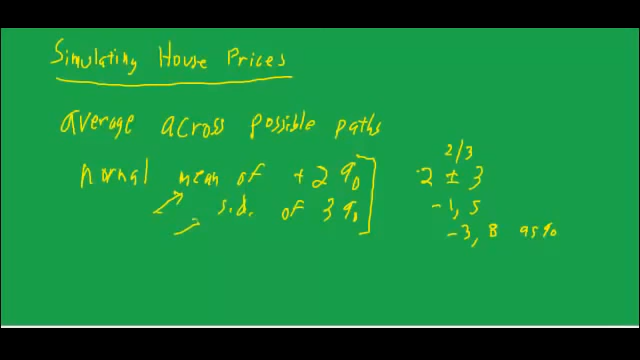 Simulating House Prices
average across possible paths
normal mean of +2%
s.d. of 3%
2/3
2 ± 3
-1, 5
-3, 8 95%